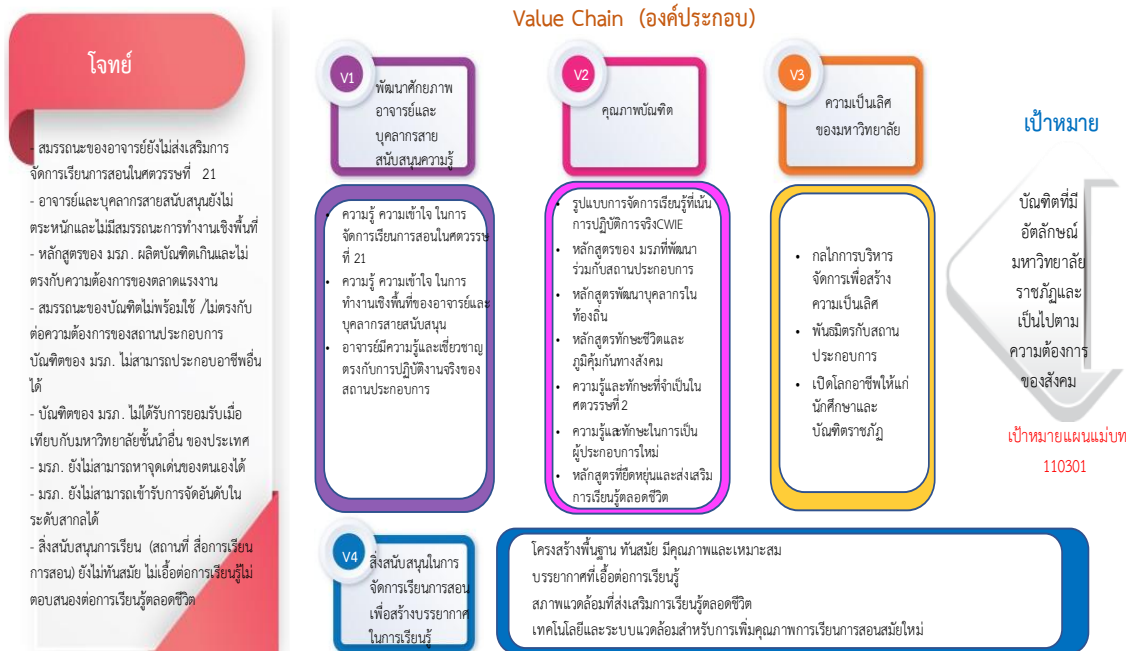 Value Chain (องค์ประกอบ)
โจทย์
- สมรรถนะของอาจารย์ยังไม่ส่งเสริมการ
จัดการเรียนการสอนในศตวรรษที่ 21
- อาจารย์และบุคลากรสายสนับสนุนยังไม่
ตระหนักและไม่มีสมรรถนะการทำงานเชิงพื้นที่
- หลักสูตรของ มรภ. ผลิตบัณฑิตเกินและไม่
ตรงกับความต้องการของตลาดแรงงาน
- สมรรถนะของบัณฑิตไม่พร้อมใช้ /ไม่ตรงกับ
ต่อความต้องการของสถานประกอบการ
บัณฑิตของ มรภ. ไม่สามารถประกอบอาชีพอื่น
ได้
- บัณฑิตของ มรภ. ไม่ได้รับการยอมรับเมื่อ
เทียบกับมหาวิทยาลัยชั้นนำอื่น ของประเทศ
- มรภ. ยังไม่สามารถหาจุดเด่นของตนเองได้
- มรภ. ยังไม่สามารถเข้ารับการจัดอันดับใน
ระดับสากลได้
- สิ่งสนับสนุนการเรียน (สถานที่ สื่อการเรียน
การสอน) ยังไม่ทันสมัย ไม่เอื้อต่อการเรียนรู้ไม่
ตอบสนองต่อการเรียนรู้ตลอดชีวิต
V1
พัฒนาศักยภาพ
อาจารย์และ
บุคลากรสาย
สนับสนุนความรู้
• ความรู้ ความเข้าใจ ในการ
จัดการเรียนการสอนในศตวรรษ
ที่ 21
• ความรู้ ความเข้าใจ ในการ
ทำงานเชิงพื้นที่ของอาจารย์และ
บุคลากรสายสนับสนุน
• อาจารย์มีความรู้และเชี่ยวชาญ
ตรงกับการปฏิบัติงานจริงของ
สถานประกอบการ
V2
คุณภาพบัณฑิต
• รูปแบบการจัดการเรียนรู้ที่เน้น
การปฏิบัติการจริงCWIE
• หลักสูตรของ มรภที่พัฒนา
ร่วมกับสถานประกอบการ
• หลักสูตรพัฒนาบุคลากรใน
ท้องถิ่น
• หลักสูตรทักษะชีวิตและ
ภูมิคุ้มกันทางสังคม
• ความรู้และทักษะที่จำเป็นใน
ศตวรรษที่2
• ความรู้และทักษะในการเป็น
ผู้ประกอบการใหม่
• หลักสูตรที่ยืดหยุ่นและส่งเสริม
การเรียนรู้ตลอดชีวิต
V3
ความเป็นเลิศ
ของมหาวิทยาลัย
• กลไกการบริหาร
จัดการเพื่อสร้าง
ความเป็นเลิศ
• พันธมิตรกับสถาน
ประกอบการ
• เปิดโลกอาชีพให้แก่
นักศึกษาและ
บัณฑิตราชภัฏ
เป้าหมาย
บัณฑิตที่มี
อัตลักษณ์
มหาวิทยาลัย
ราชภัฏและ
เป็นไปตาม
ความต้องการ
ของสังคม
เป้าหมายแผนแม่บท
110301
V4
สิ่งสนับสนุนในการ
จัดการเรียนการสอน
เพื่อสร้างบรรยากาศ
ในการเรียนรู้
โครงสร้างพื้นฐาน ทันสมัย มีคุณภาพและเหมาะสม
บรรยากาศที่เอื้อต่อการเรียนรู้
สภาพแวดล้อมที่ส่งเสริมการเรียนรู้ตลอดชีวิต
เทคโนโลยีและระบบแวดล้อมสำหรับการเพิ่มคุณภาพการเรียนการสอนสมัยใหม่